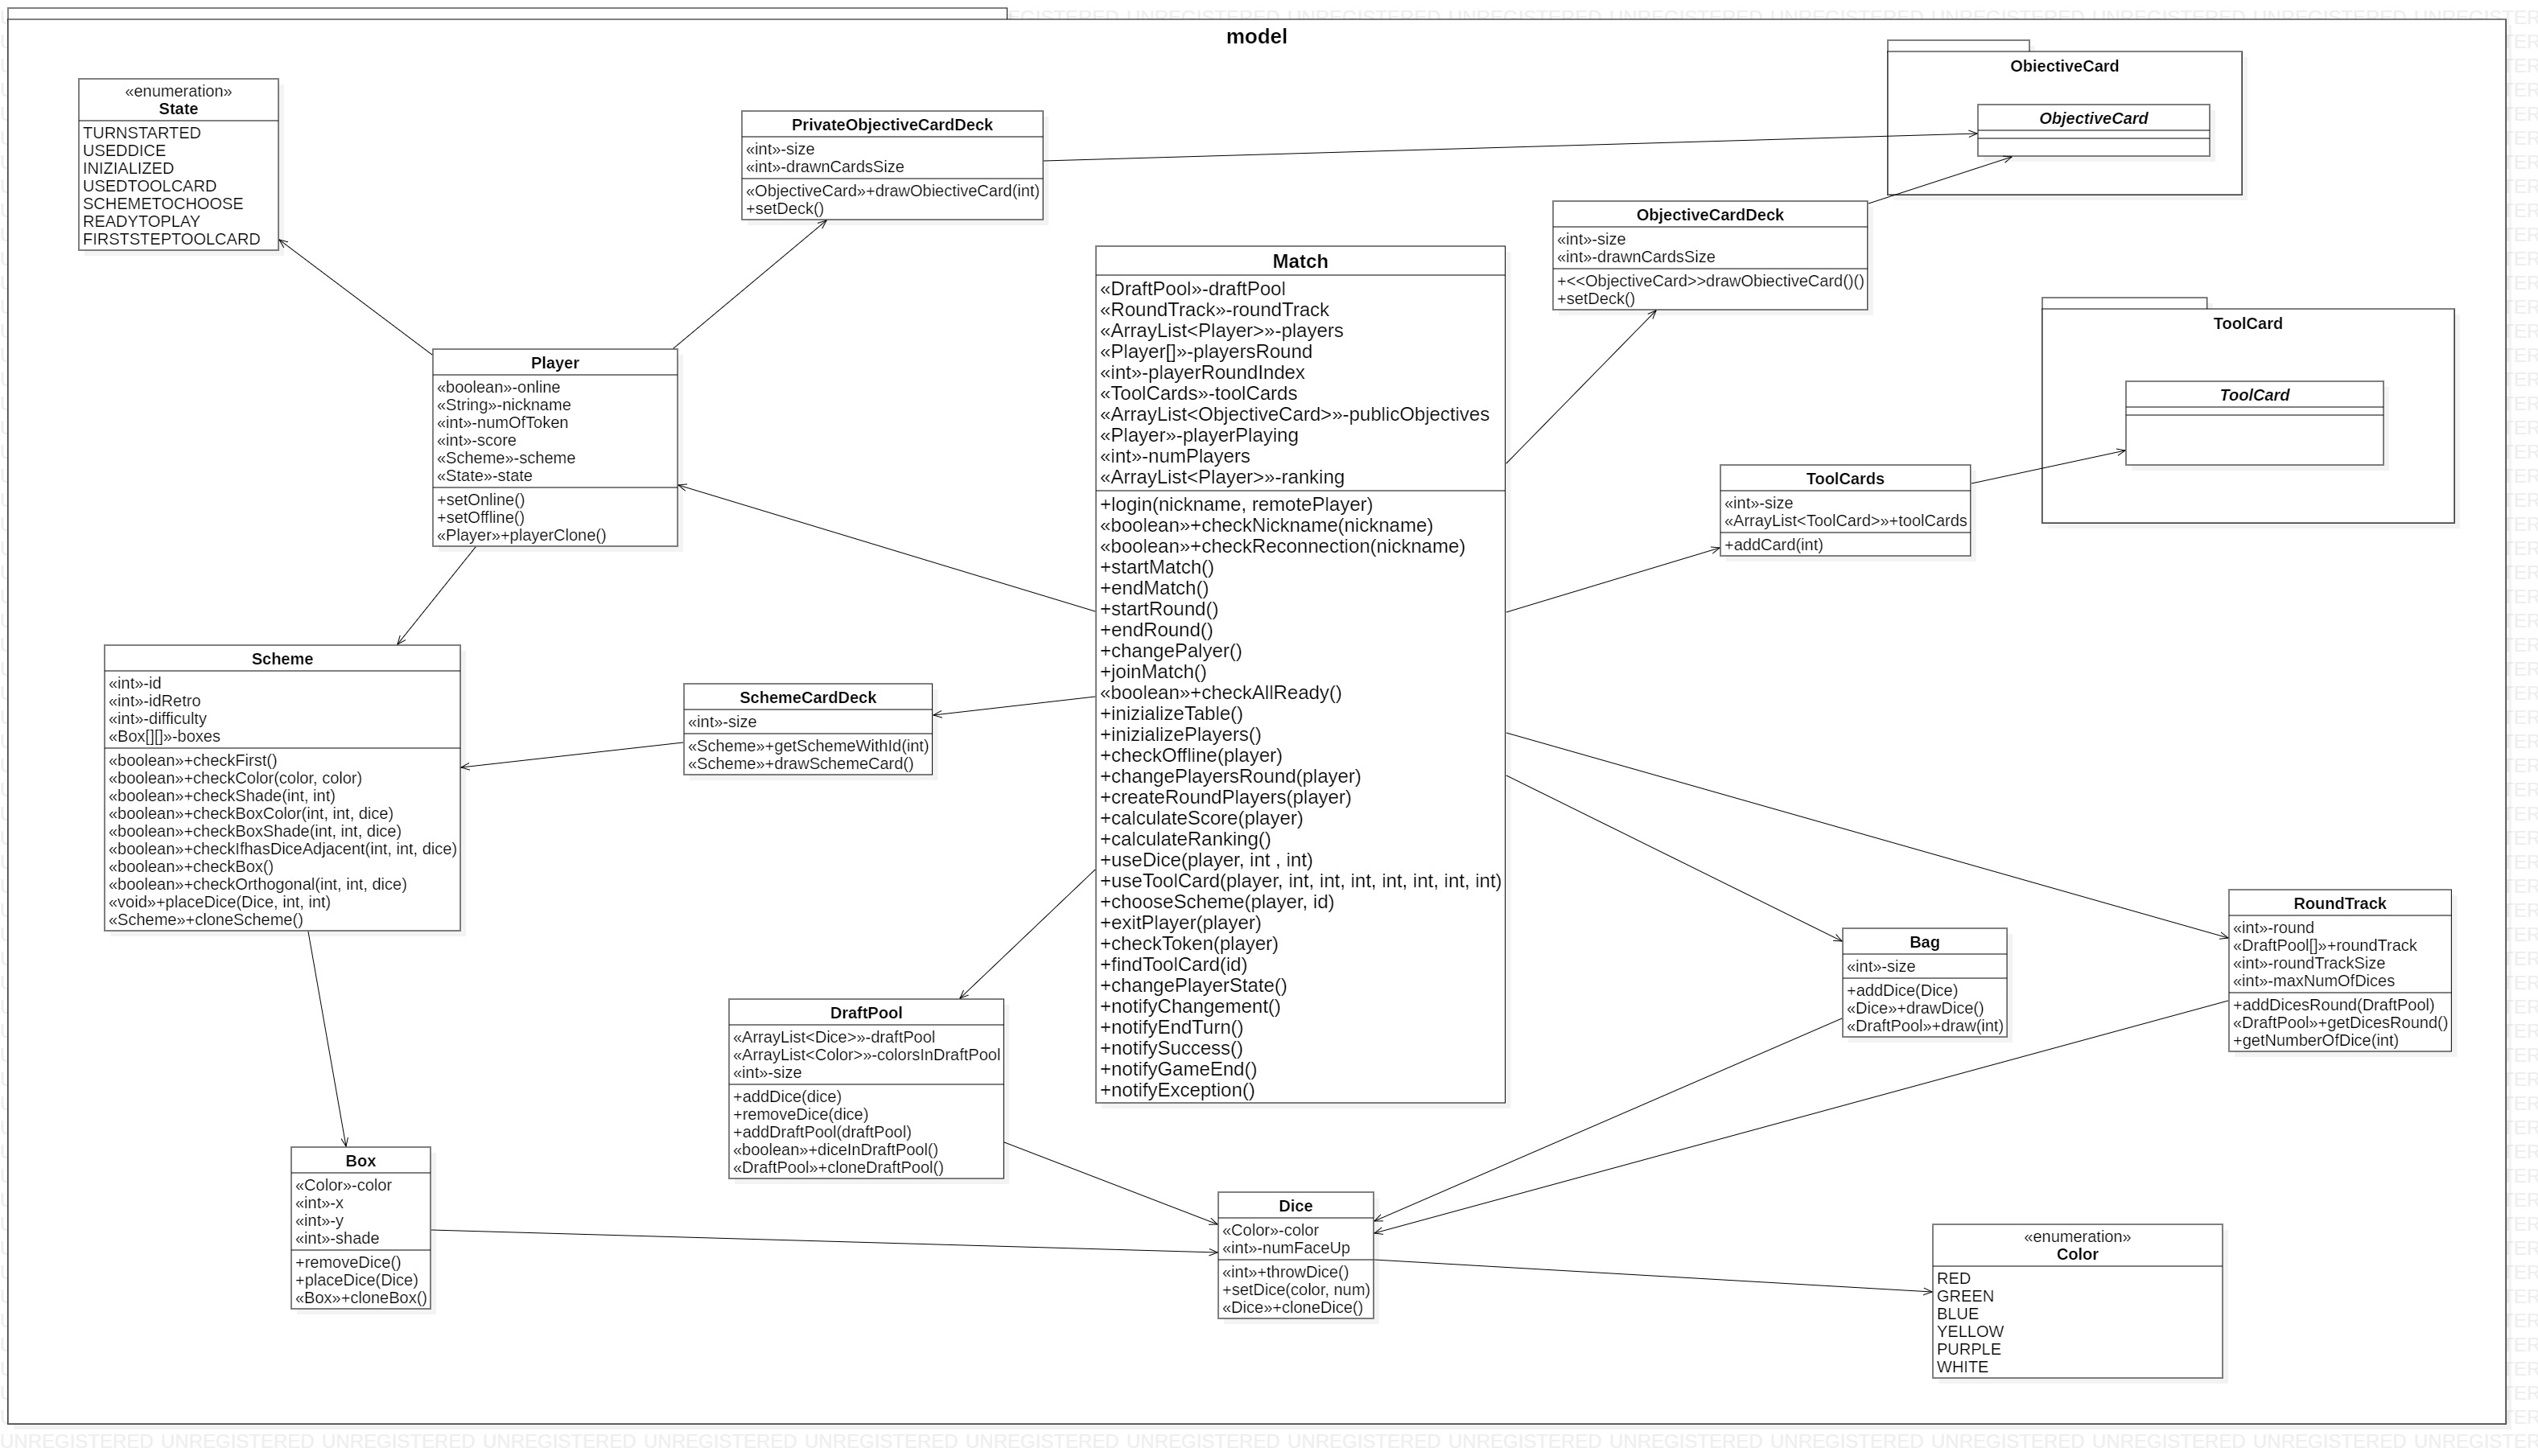 model
«enumeration»
State
TURNSTARTED
USEDDICE
INIZIALIZED
USEDTOOLCARD
SCHEMETOCHOOSE
READYTOPLAY
FIRSTSTEPTOOLCARD
PrivateObjectiveCardDeck
«int»-size
«int»-drawnCardsSize
«ObjectiveCard»+drawObiectiveCard(int)
+setDeck()
ObiectiveCard
ObjectiveCard
ObjectiveCardDeck
«int»-size
«int»-drawnCardsSize
+<<ObjectiveCard>>drawObiectiveCard()()
+setDeck()
Match
«DraftPool»-draftPool
«RoundTrack»-roundTrack
«ArrayList<Player>»-players
«Player[]»-playersRound
«int»-playerRoundIndex
«ToolCards»-toolCards
«ArrayList<ObjectiveCard>»-publicObjectives
«Player»-playerPlaying
«int»-numPlayers
«ArrayList<Player>»-ranking
+login(nickname, remotePlayer)
«boolean»+checkNickname(nickname)
«boolean»+checkReconnection(nickname)
+startMatch()
+endMatch()
+startRound()
+endRound()
+changePalyer()
+joinMatch()
«boolean»+checkAllReady()
+inizializeTable()
+inizializePlayers()
+checkOffline(player)
+changePlayersRound(player)
+createRoundPlayers(player)
+calculateScore(player)
+calculateRanking()
+useDice(player, int , int)
+useToolCard(player, int, int, int, int, int, int, int)
+chooseScheme(player, id)
+exitPlayer(player)
+checkToken(player)
+findToolCard(id)
+changePlayerState()
+notifyChangement()
+notifyEndTurn()
+notifySuccess()
+notifyGameEnd()
+notifyException()
ToolCard
ToolCard
Player
«boolean»-online
«String»-nickname
«int»-numOfToken
«int»-score
«Scheme»-scheme
«State»-state
+setOnline()
+setOffline()
«Player»+playerClone()
ToolCards
«int»-size
«ArrayList<ToolCard>»+toolCards
+addCard(int)
Scheme
«int»-id
«int»-idRetro
«int»-difficulty
«Box[][]»-boxes
«boolean»+checkFirst()
«boolean»+checkColor(color, color)
«boolean»+checkShade(int, int)
«boolean»+checkBoxColor(int, int, dice)
«boolean»+checkBoxShade(int, int, dice)
«boolean»+checkIfhasDiceAdjacent(int, int, dice)
«boolean»+checkBox()
«boolean»+checkOrthogonal(int, int, dice)
«void»+placeDice(Dice, int, int)
«Scheme»+cloneScheme()
SchemeCardDeck
«int»-size
«Scheme»+getSchemeWithId(int)
«Scheme»+drawSchemeCard()
RoundTrack
«int»-round
«DraftPool[]»+roundTrack
«int»-roundTrackSize
«int»-maxNumOfDices
+addDicesRound(DraftPool)
«DraftPool»+getDicesRound()
+getNumberOfDice(int)
Bag
«int»-size
+addDice(Dice)
«Dice»+drawDice()
«DraftPool»+draw(int)
DraftPool
«ArrayList<Dice>»-draftPool
«ArrayList<Color>»-colorsInDraftPool
«int»-size
+addDice(dice)
+removeDice(dice)
+addDraftPool(draftPool)
«boolean»+diceInDraftPool()
«DraftPool»+cloneDraftPool()
Box
«Color»-color
«int»-x
«int»-y
«int»-shade
+removeDice()
+placeDice(Dice)
«Box»+cloneBox()
Dice
«Color»-color
«int»-numFaceUp
«int»+throwDice()
+setDice(color, num)
«Dice»+cloneDice()
«enumeration»
Color
RED
GREEN
BLUE
YELLOW
PURPLE
WHITE
UNREGISTERED UNREGISTERED UNREGISTERED UNREGISTERED UNREGISTERED UNREGISTERED UNREGISTERED UNREGISTERED UNREGISTERED UNREGISTERED UNREGISTERED UNREGISTERED UNREGISTERED UNREGISTERED UNREGISTERED